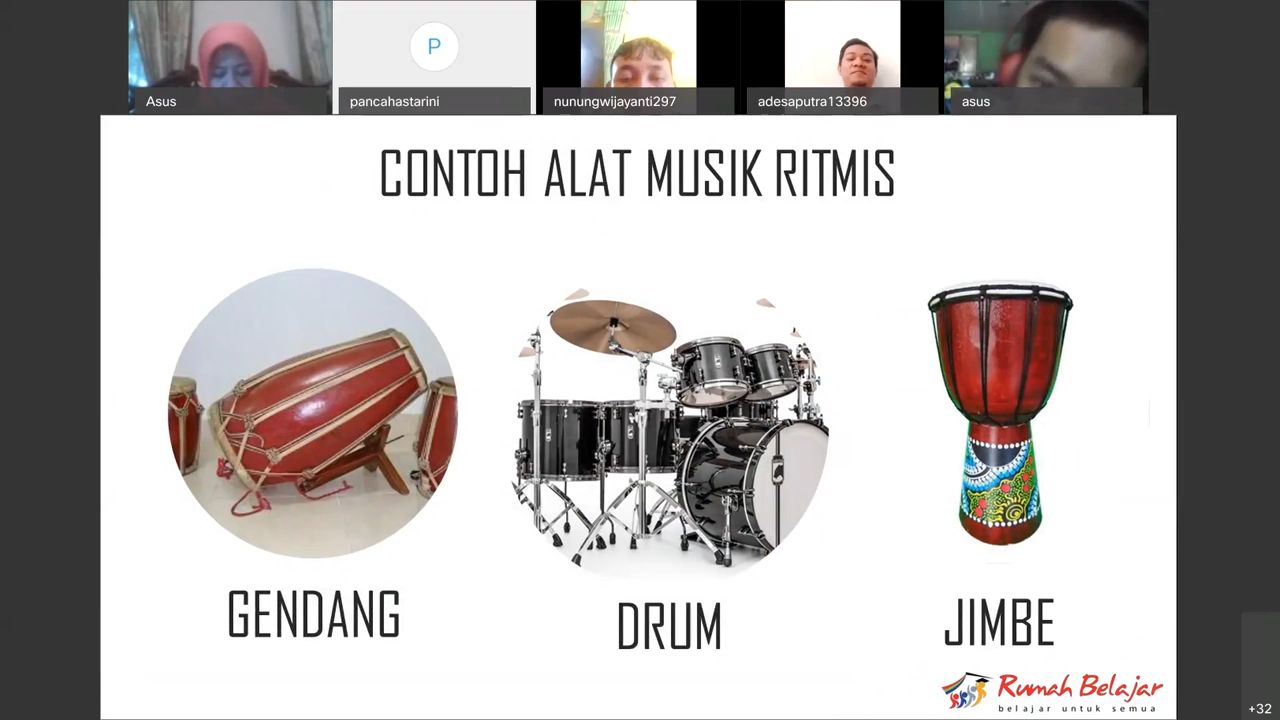 P
Asus
pancahastarini
nunungwijayanti297
adesaputra13396
asus
CONTOH ALAT MUSIK RITMIS
GENDANG
DRUM
JIMBE
Rumah Belajar
belajar untuk semua
+32